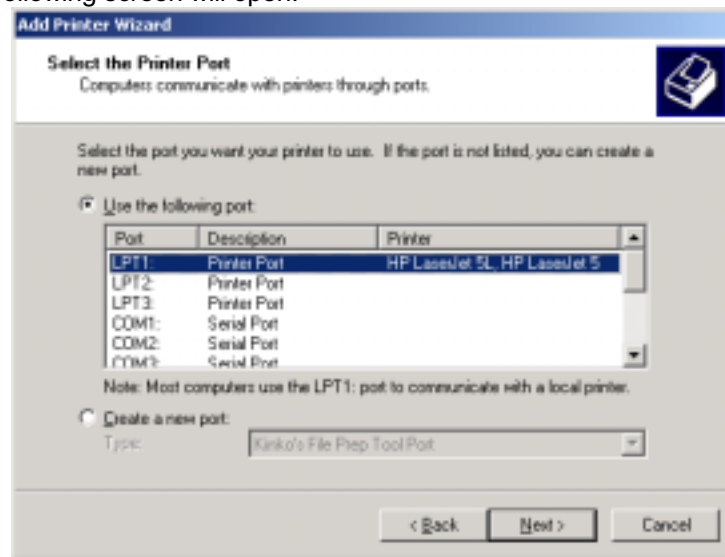 ollowing screen will open:
Add Printer Wizard
Select the Printer Port
Computers communicate with printers through ports.
Select the port you want your printer to use. If the port is not listed, you can create a
new port.
Use the following port:
Port Description Printer
LPT1: Printer Port HP LaserJet 5L, HP LaserJet 5
LPT2: Printer Port
LPT3: Printer Port
COM1: Serial Port
COM2: Serial Port
COM3: Serial Port
Note: Most computers use the LPT1: port to communicate with a local printer.
Create a new port:
Type: Kinko's File Prep Tool Port
< Back Next > Cancel